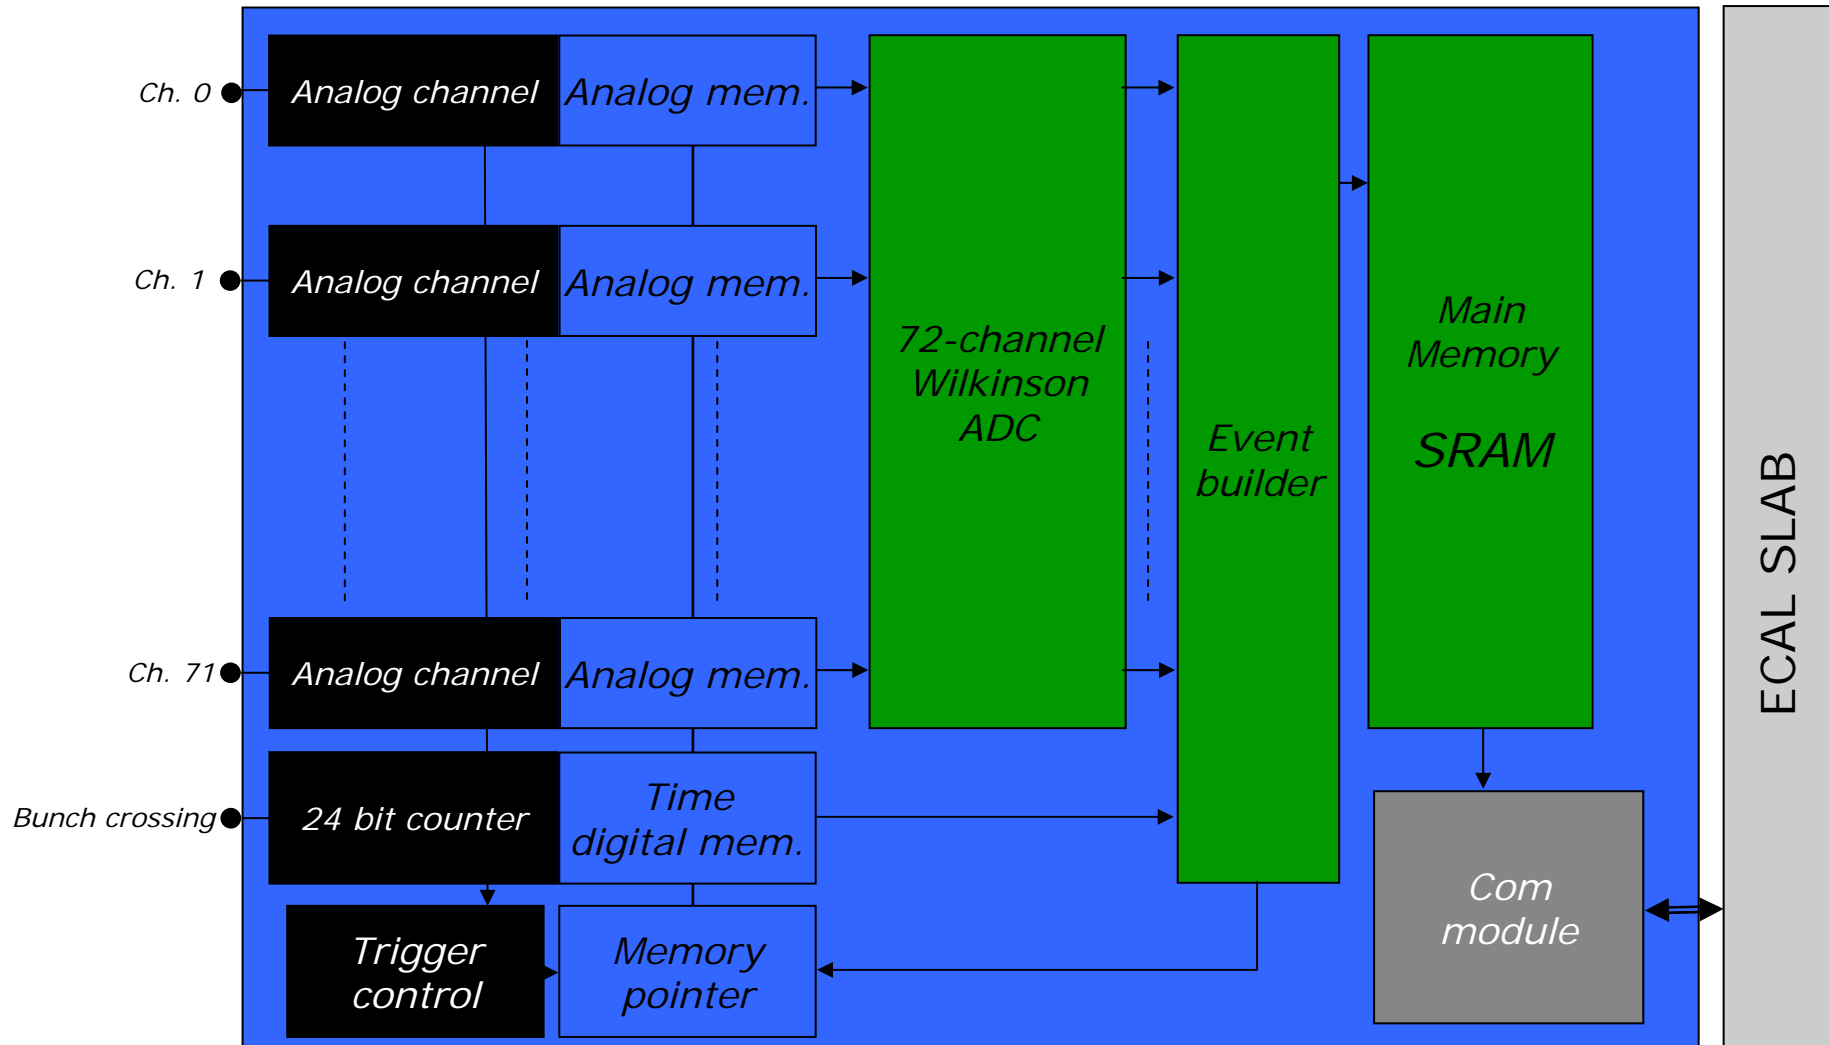 Ch. 0
Analog channel
Analog mem.
Ch. 1
Analog channel
Analog mem.
72-channel
Wilkinson
ADC
Event
builder
Main
Memory
SRAM
ECAL SLAB
Ch. 71
Analog channel
Analog mem.
Bunch crossing
24 bit counter
Time
digital mem.
Trigger
control
Memory
pointer
Com
module